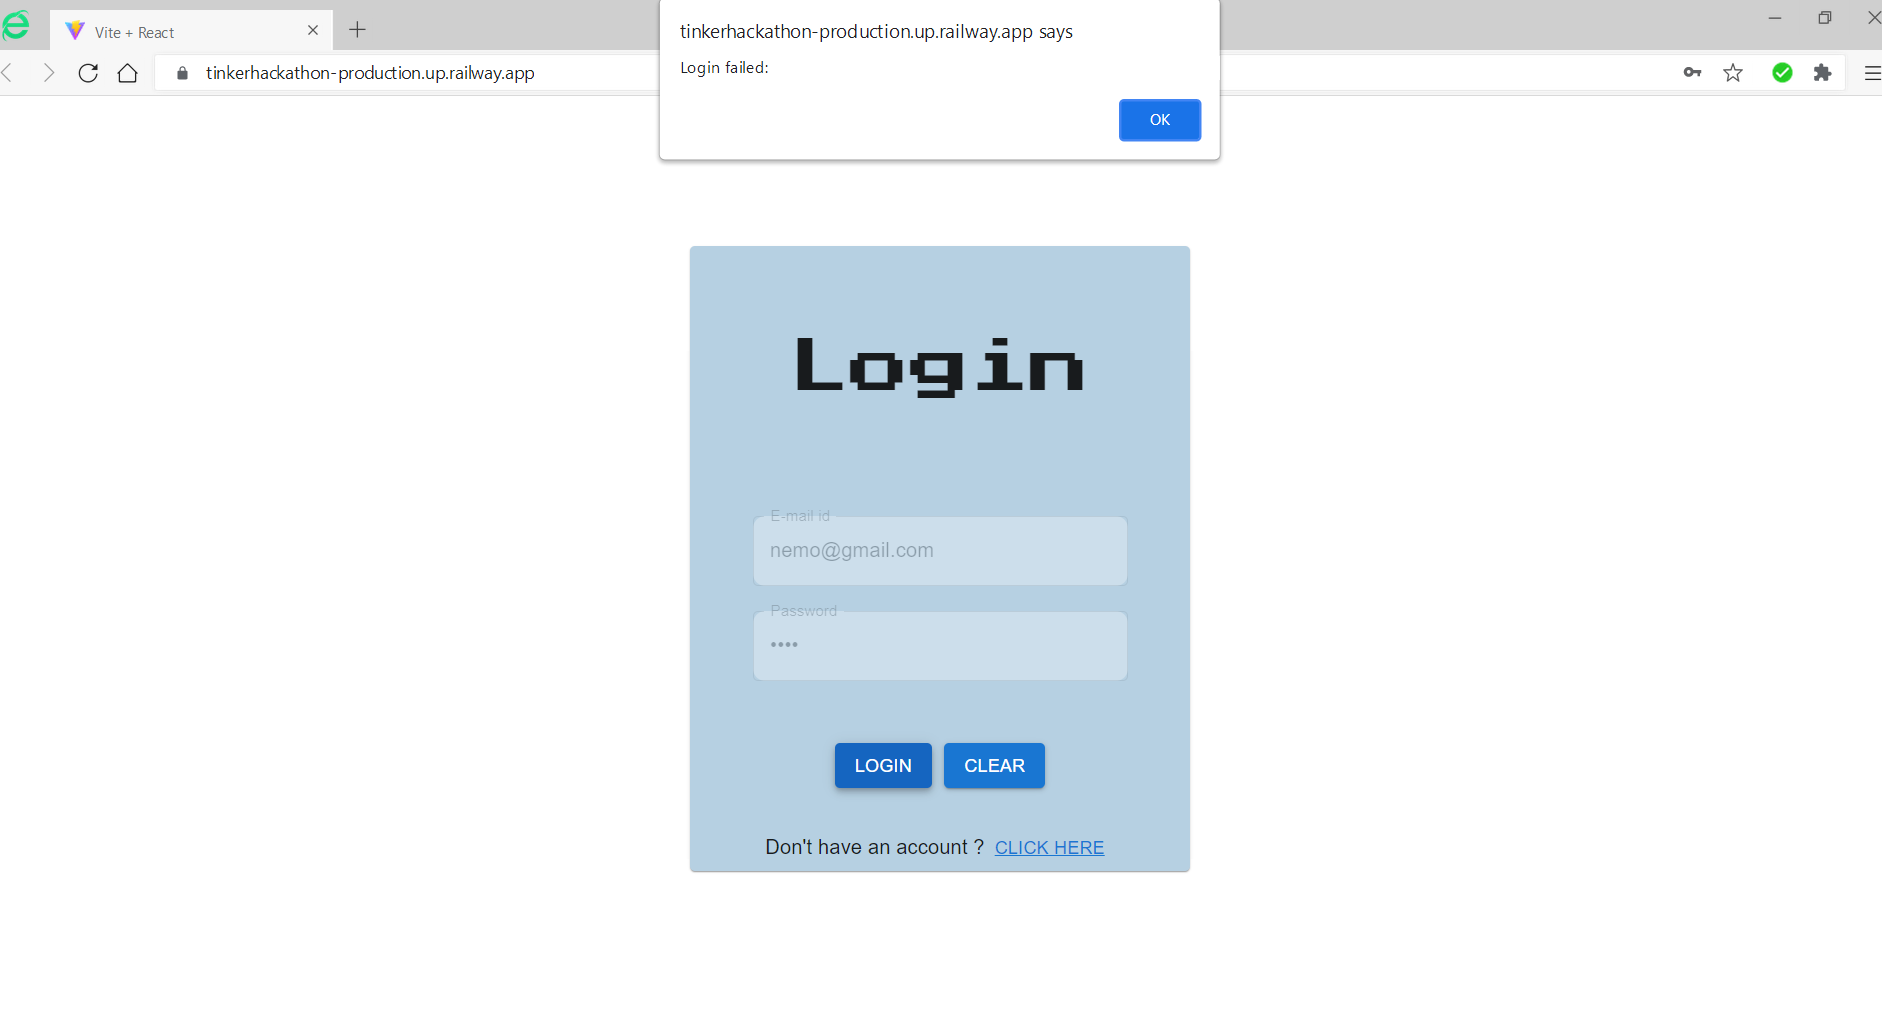 Vite + React
tinkerhackathon-production.up.railway.app
tinkerhackathon-production.up.railway.app says
Login failed:
OK
Login
E-mail id
nemo@gmail.com
Password
••••
LOGIN
CLEAR
Don't have an account ? CLICK HERE